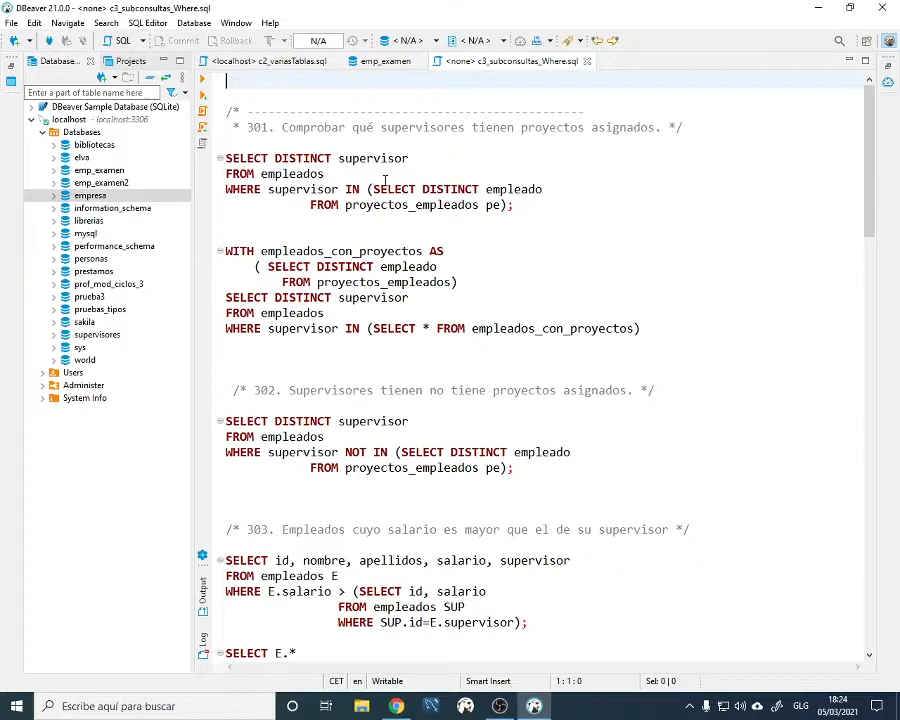 DBeaver 21.0.0 - <none> c3_subconsultas_Where.sql
File Edit Navigate Search SQL Editor Database Window Help
SQL Commit Rollback T N/A < N/A > < N/A >
Database... Projects <localhost> c2_variasTablas.sql emp_examen <none> c3_subconsultas_Where.sql
Enter a part of table name here
DBeaver Sample Database (SQLite)
localhost - localhost:3306
Databases
bibliotecas
elva
emp_examen
emp_examen2
empresa
information_schema
librerias
mysql
performance_schema
personas
prestamos
prof_mod_ciclos_3
prueba3
pruebas_tipos
sakila
supervisores
sys
world
Users
Administer
System Info
/* ------------------------------------------------
* 301. Comprobar qué supervisores tienen proyectos asignados. */
SELECT DISTINCT supervisor
FROM empleados
WHERE supervisor IN (SELECT DISTINCT empleado
FROM proyectos_empleados pe);
WITH empleados_con_proyectos AS
( SELECT DISTINCT empleado
FROM proyectos_empleados)
SELECT DISTINCT supervisor
FROM empleados
WHERE supervisor IN (SELECT * FROM empleados_con_proyectos)
/* 302. Supervisores tienen no tiene proyectos asignados. */
SELECT DISTINCT supervisor
FROM empleados
WHERE supervisor NOT IN (SELECT DISTINCT empleado
FROM proyectos_empleados pe);
/* 303. Empleados cuyo salario es mayor que el de su supervisor */
SELECT id, nombre, apellidos, salario, supervisor
FROM empleados E
WHERE E.salario > (SELECT id, salario
FROM empleados SUP
WHERE SUP.id=E.supervisor);
SELECT E.*
Output
Log
CET en Writable Smart Insert 1 : 1 : 0 Sel: 0 | 0
Escribe aquí para buscar
GLG
18:24
05/03/2021